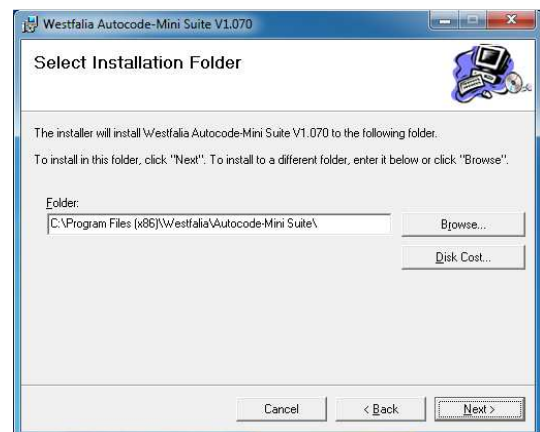 Westfalia Autocode-Mini Suite V1.070
Select Installation Folder
The installer will install Westfalia Autocode-Mini Suite V1.070 to the following folder.
To install in this folder, click "Next". To install to a different folder, enter it below or click "Browse".
Folder:
C:\Program Files (x86)\Westfalia\Autocode-Mini Suite\
Browse...
Disk Cost...
Cancel
< Back
Next >